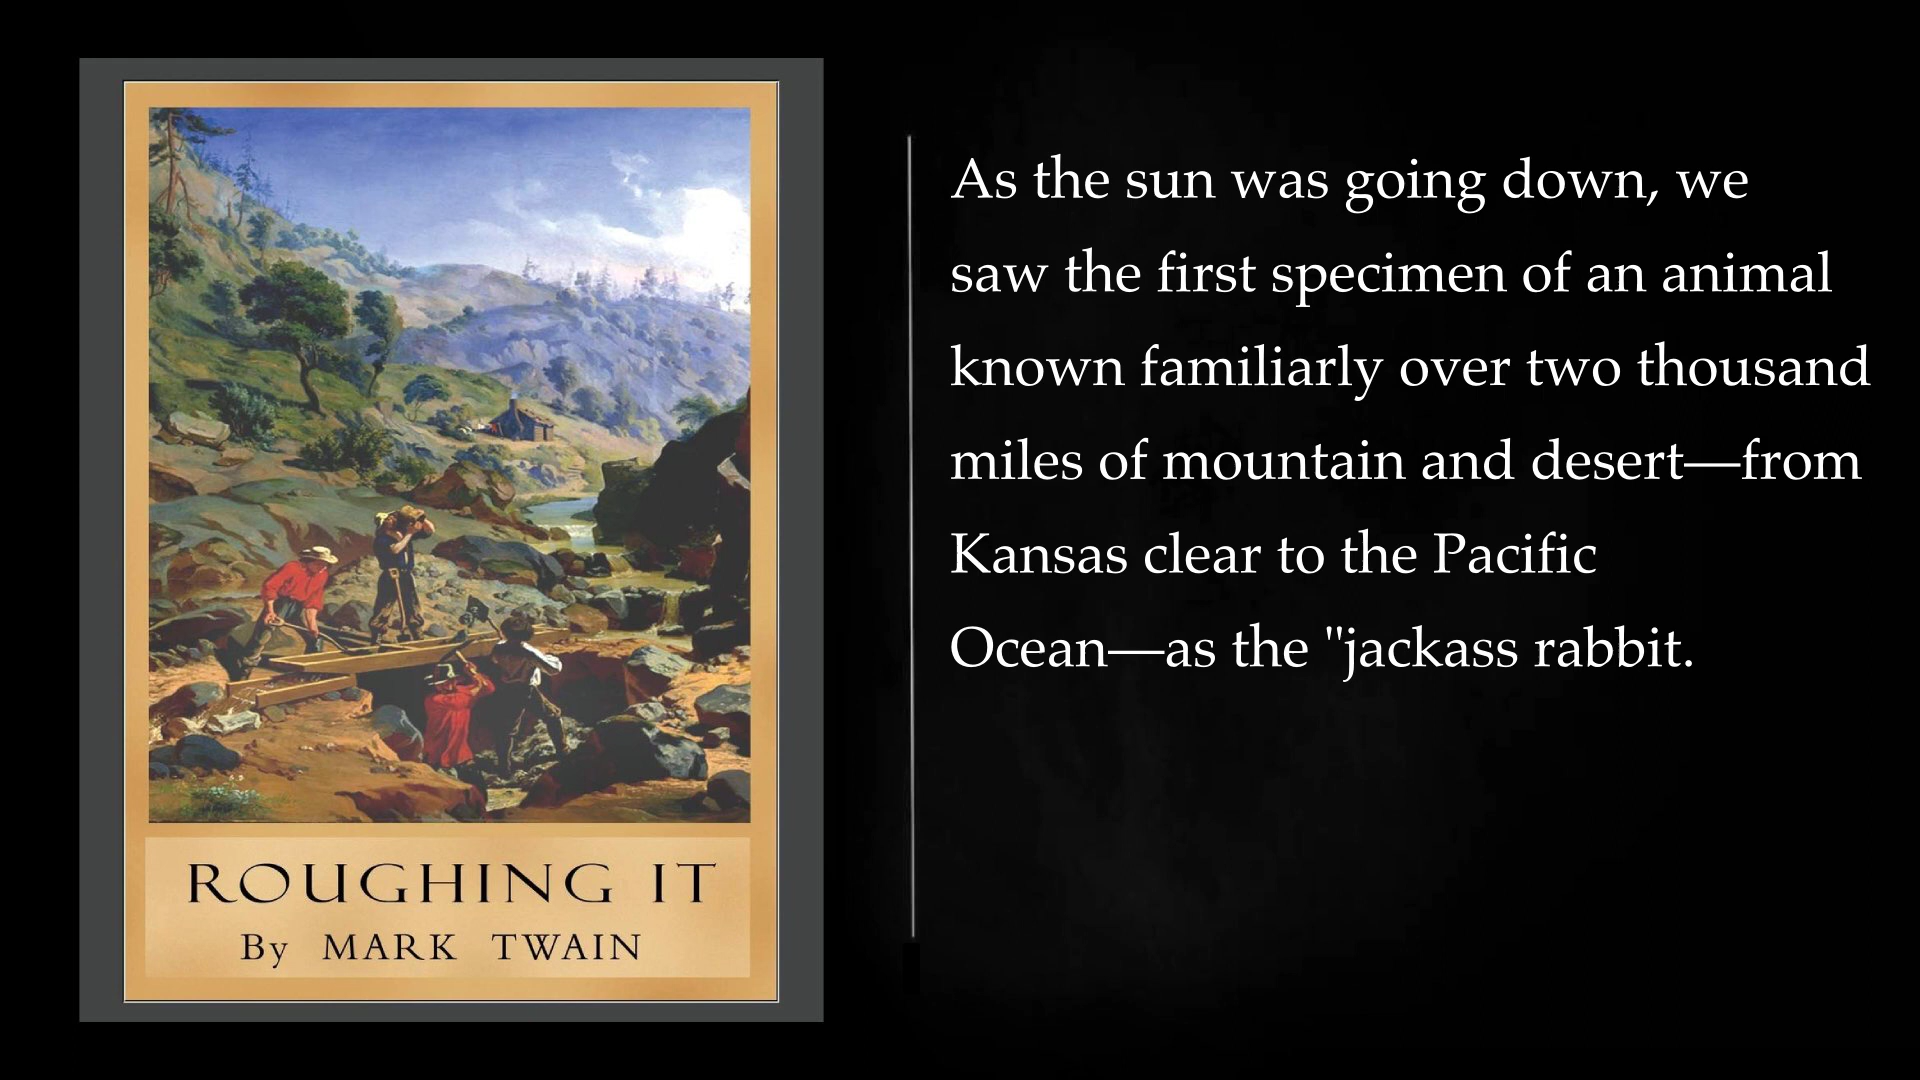 As the sun was going down, we
saw the first specimen of an animal
known familiarly over two thousand
miles of mountain and desert—from
Kansas clear to the Pacific
Ocean—as the "jackass rabbit.
ROUGHING IT
By MARK TWAIN